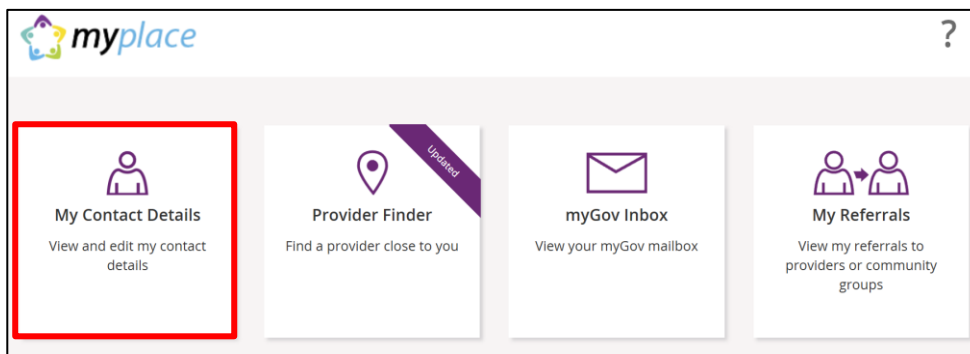 myplace
?
Updated
My Contact Details
View and edit my contact
details
Provider Finder
Find a provider close to you
myGov Inbox
View your myGov mailbox
My Referrals
View my referrals to
providers or community
groups